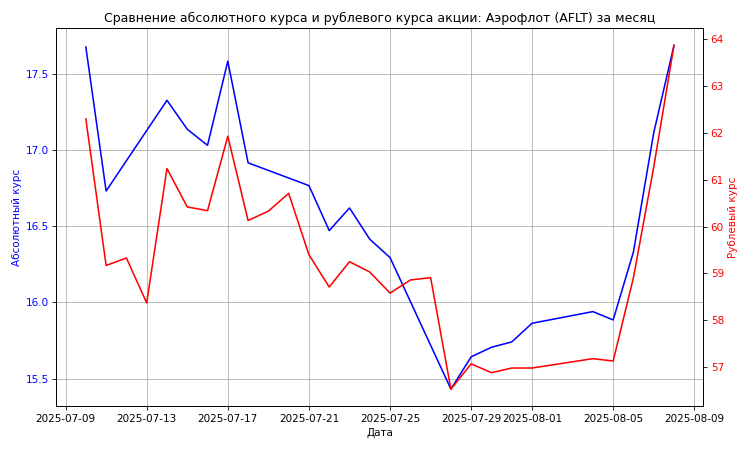 Сравнение абсолютного курса и рублевого курса акции: Аэрофлот (AFLT) за месяц
Абсолютный курс
17.5
17.0
16.5
16.0
15.5
64
63
62
61
60
59
58
57
Рублевый курс
2025-07-09 2025-07-13 2025-07-17 2025-07-21 2025-07-25 2025-07-29 2025-08-01 2025-08-05 2025-08-09
Дата